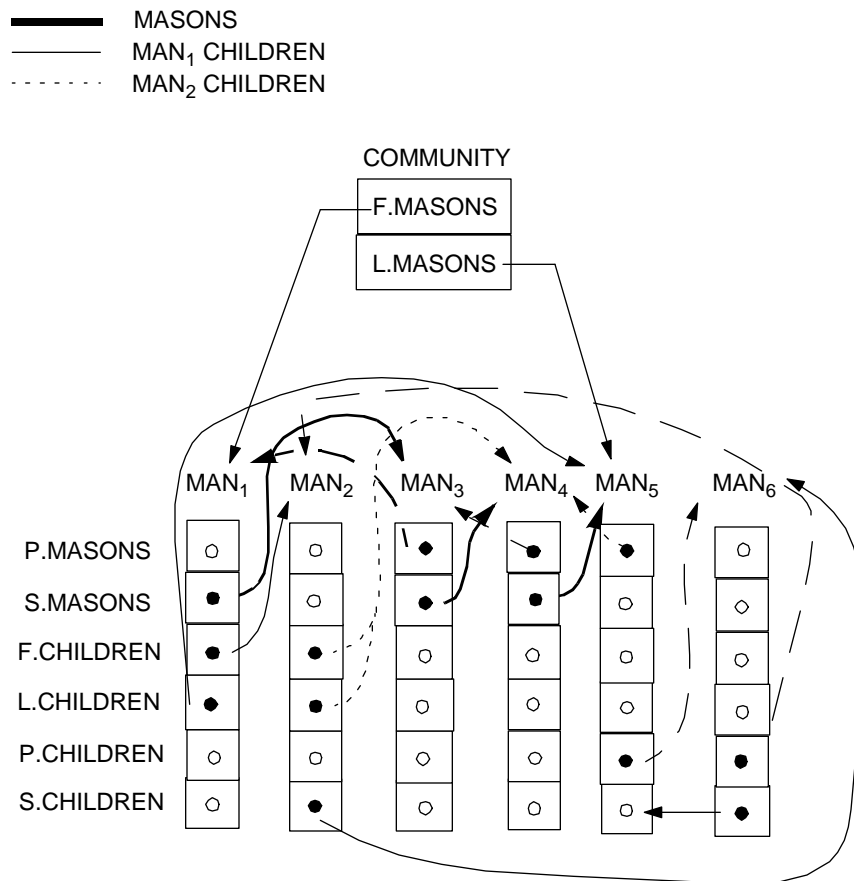 MASONS
MAN₁ CHILDREN
MAN₂ CHILDREN
COMMUNITY
F.MASONS
L.MASONS
MAN₁ MAN₂ MAN₃ MAN₄ MAN₅ MAN₆
P.MASONS
S.MASONS
F.CHILDREN
L.CHILDREN
P.CHILDREN
S.CHILDREN